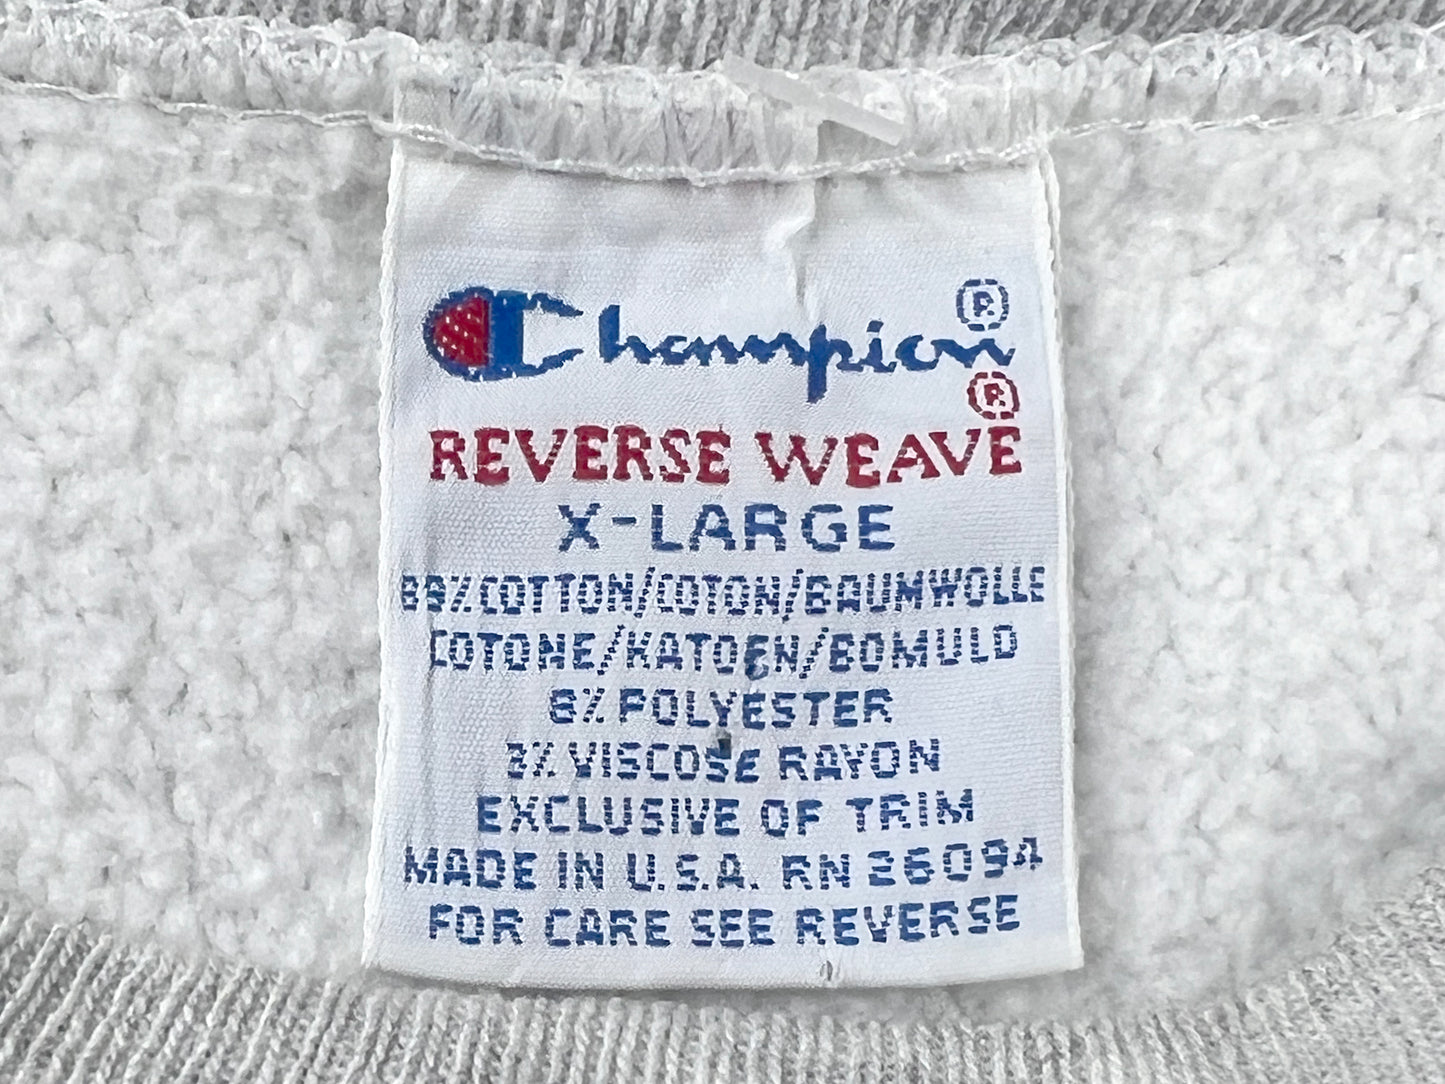 Champion®
REVERSE WEAVE®
X-LARGE
89% COTTON/COTON/BAUMWOLLE
COTONE/KATOEN/BOMULD
8% POLYESTER
3% VISCOSE RAYON
EXCLUSIVE OF TRIM
MADE IN U.S.A. RN 26094
FOR CARE SEE REVERSE